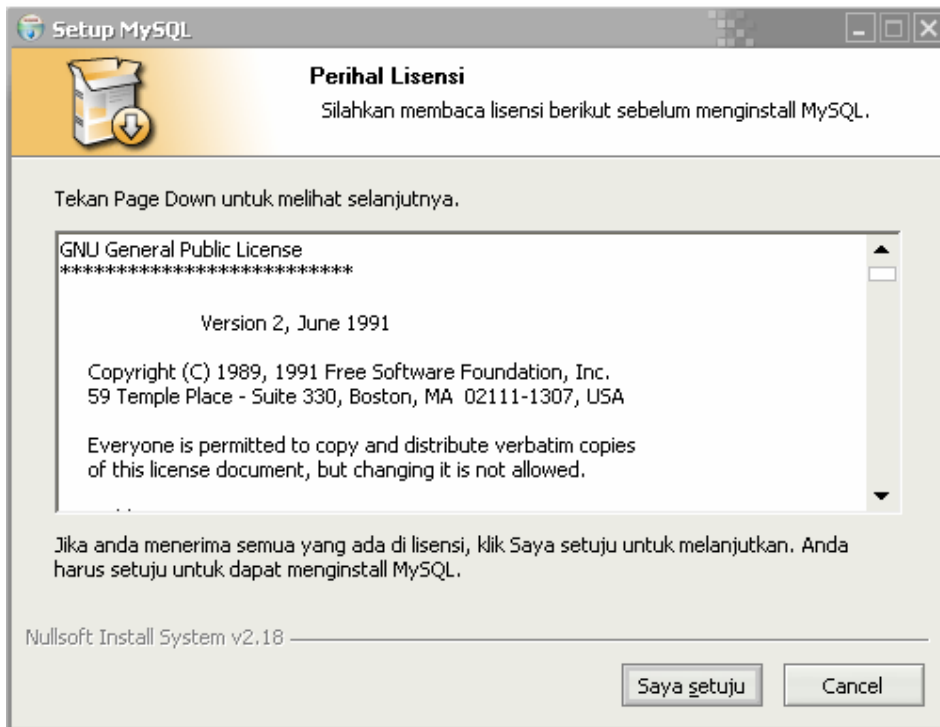 Setup MySQL
Perihal Lisensi
Silahkan membaca lisensi berikut sebelum menginstall MySQL.
Tekan Page Down untuk melihat selanjutnya.
GNU General Public License
**************************
Version 2, June 1991
Copyright (C) 1989, 1991 Free Software Foundation, Inc.
59 Temple Place - Suite 330, Boston, MA  02111-1307, USA
Everyone is permitted to copy and distribute verbatim copies
of this license document, but changing it is not allowed.
Jika anda menerima semua yang ada di lisensi, klik Saya setuju untuk melanjutkan. Anda
harus setuju untuk dapat menginstall MySQL.
Nullsoft Install System v2.18
Saya setuju
Cancel